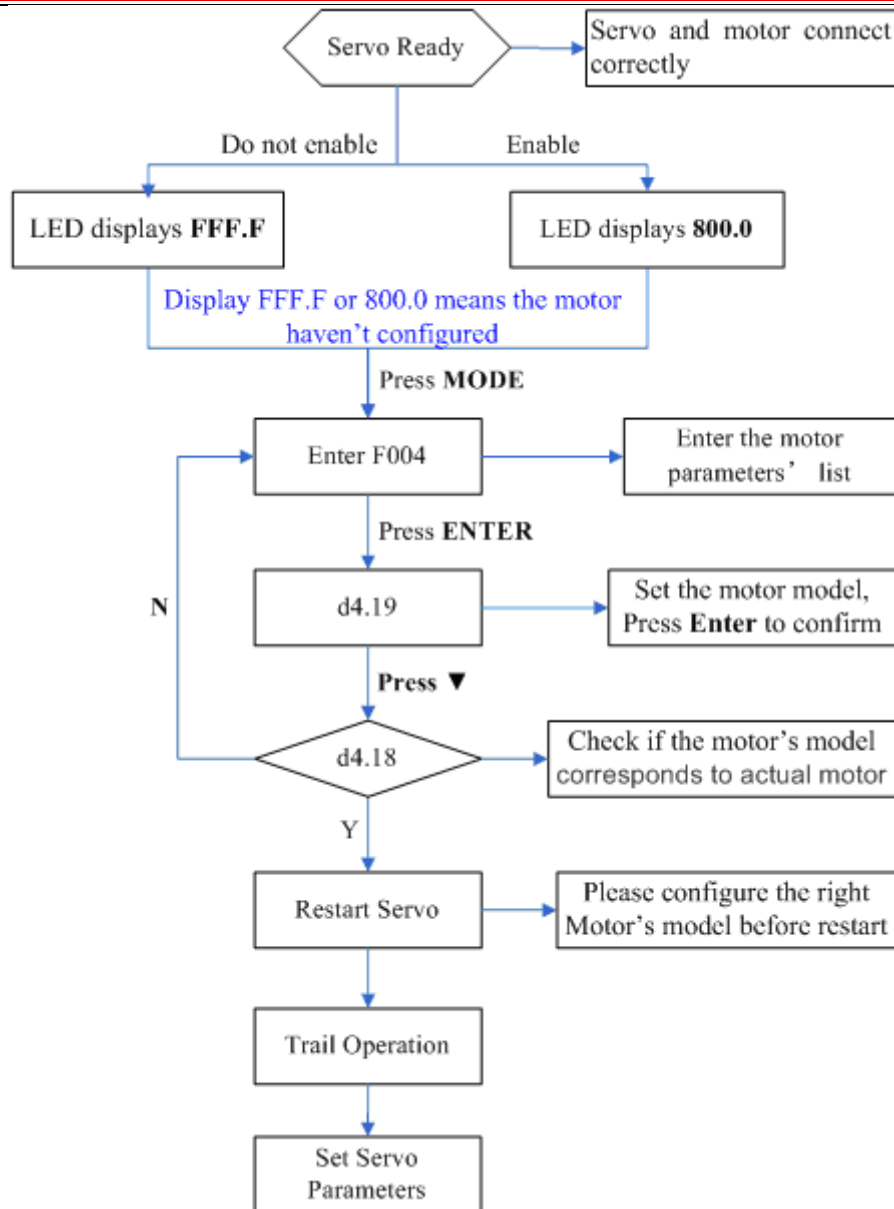 Servo Ready
Servo and motor connect
correctly
Do not enable
Enable
LED displays FFF.F
LED displays 800.0
Display FFF.F or 800.0 means the motor
haven't configured
Press MODE
Enter F004
Enter the motor
parameters’ list
Press ENTER
N
d4.19
Set the motor model,
Press Enter to confirm
Press ▼
d4.18
Check if the motor's model
corresponds to actual motor
Y
Restart Servo
Please configure the right
Motor's model before restart
Trail Operation
Set Servo
Parameters